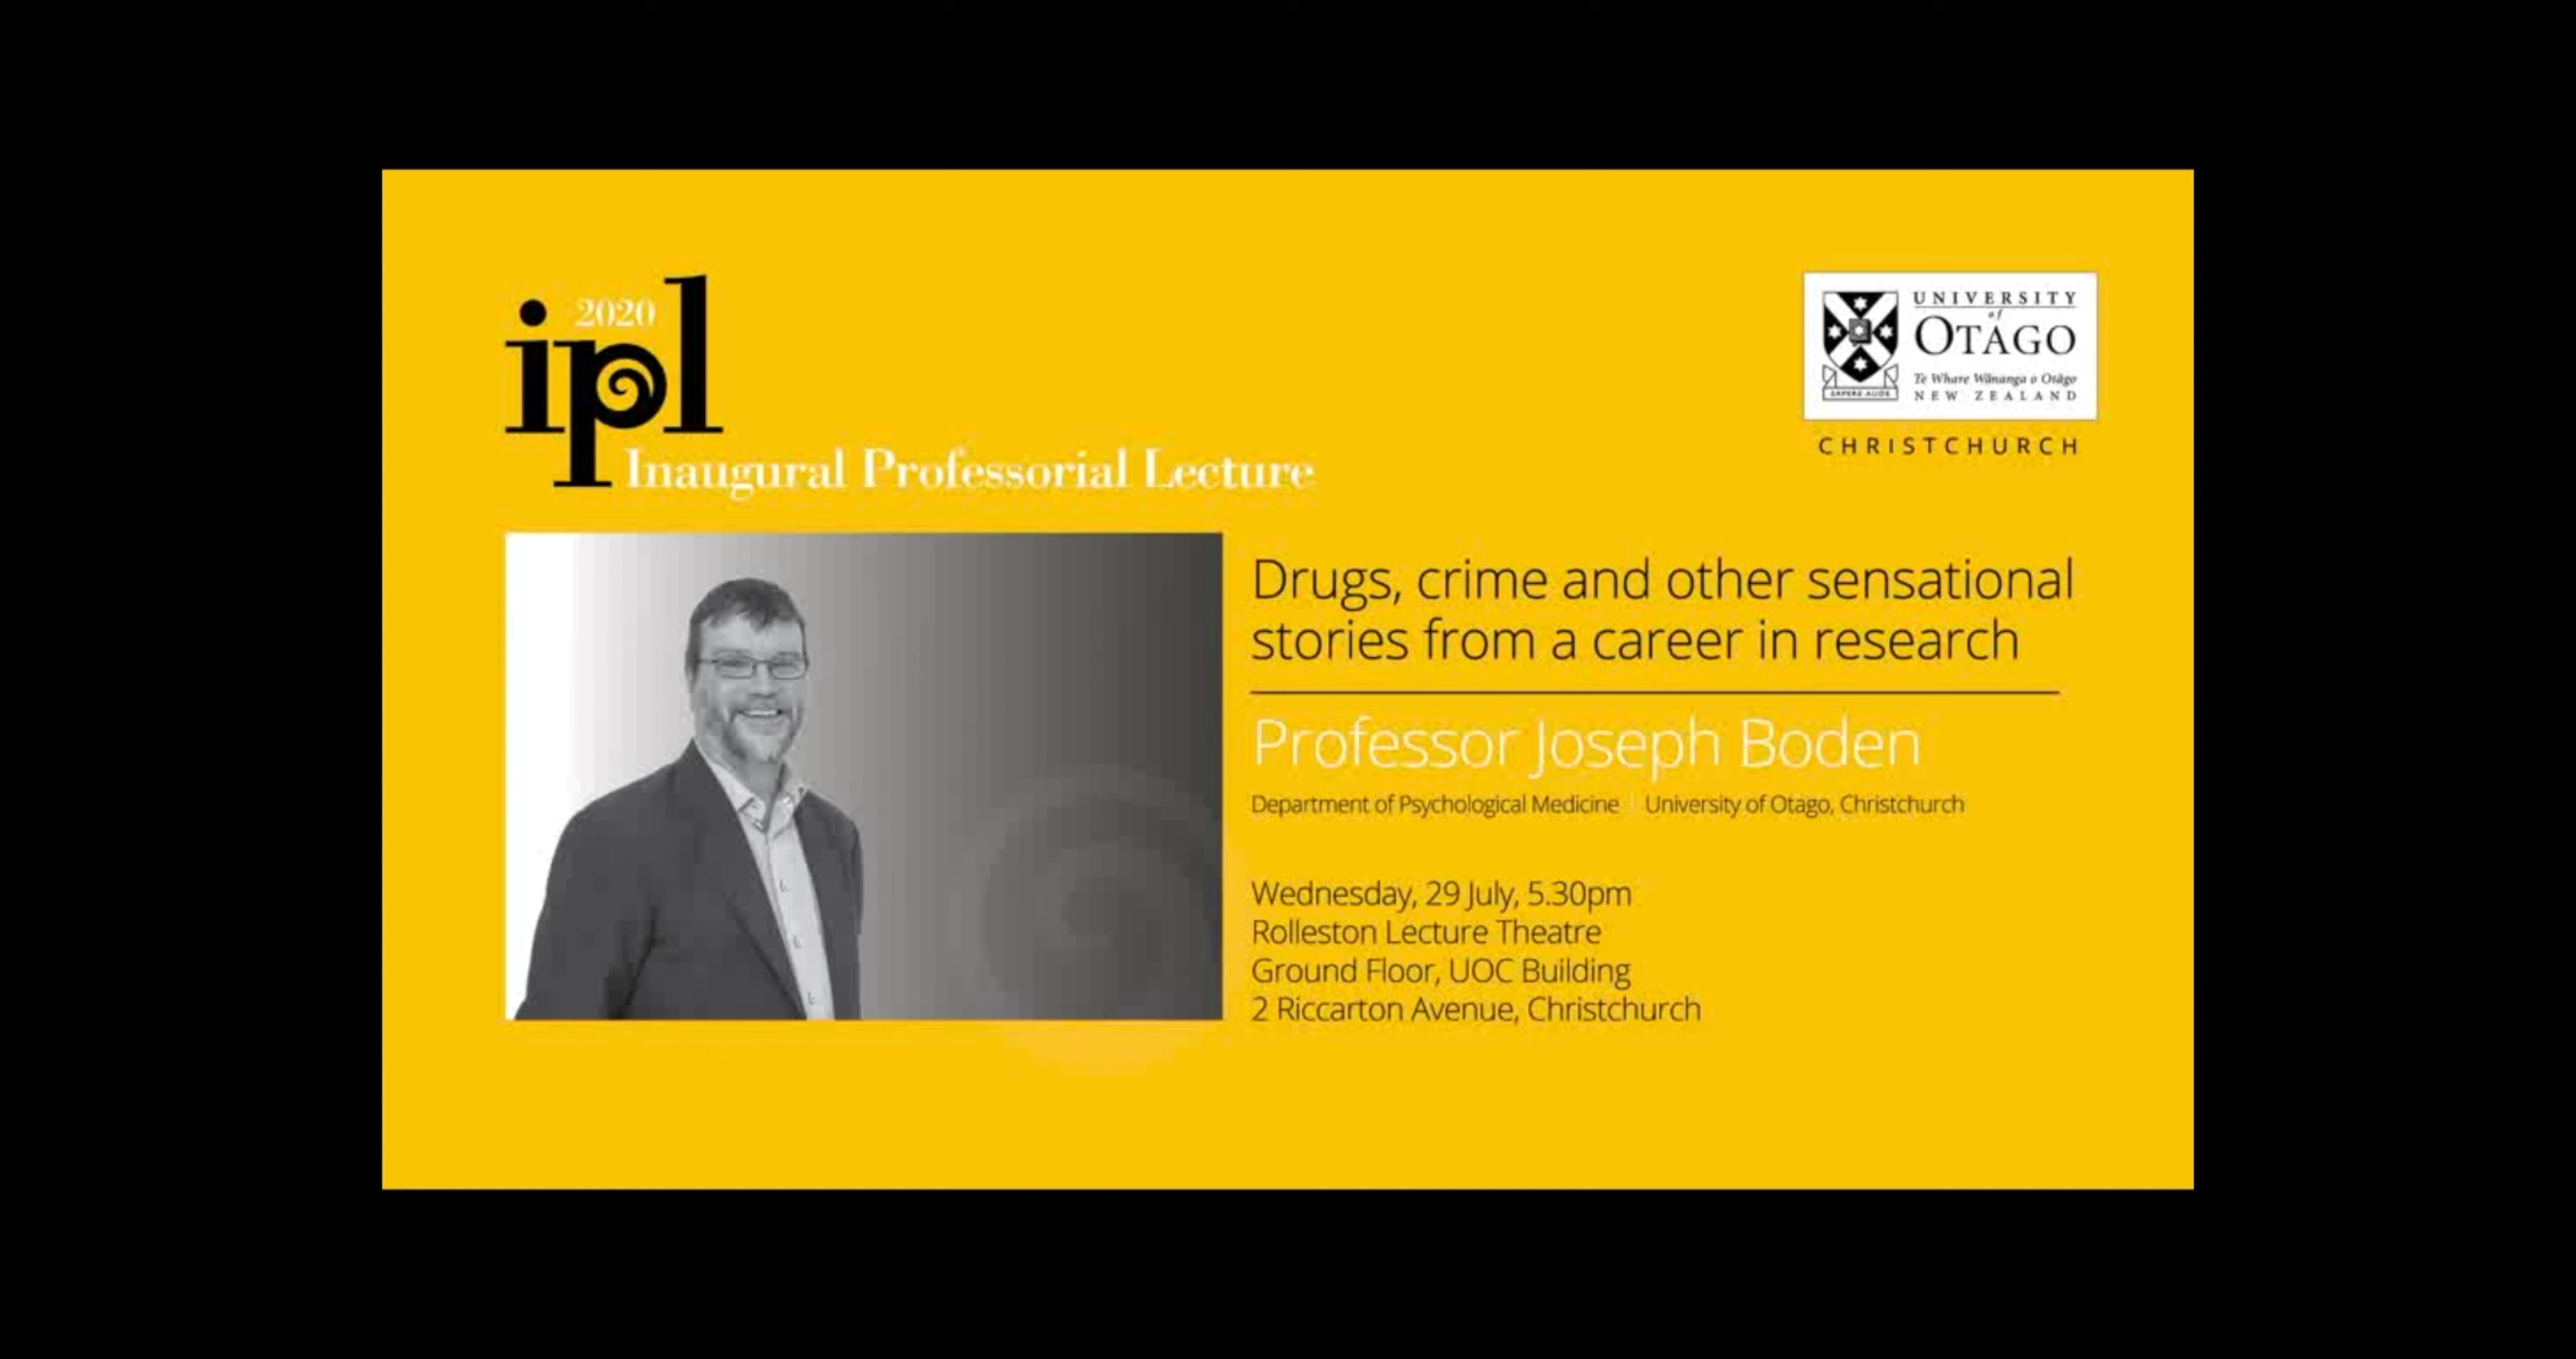 2020
ipl
Inaugural Professorial Lecture
UNIVERSITY
of
OTAGO
Te Whare Wānanga o Otāgo
NEW ZEALAND
SAPERE AUDE
CHRISTCHURCH
Drugs, crime and other sensational
stories from a career in research
Professor Joseph Boden
Department of Psychological Medicine | University of Otago, Christchurch
Wednesday, 29 July, 5.30pm
Rolleston Lecture Theatre
Ground Floor, UOC Building
2 Riccarton Avenue, Christchurch